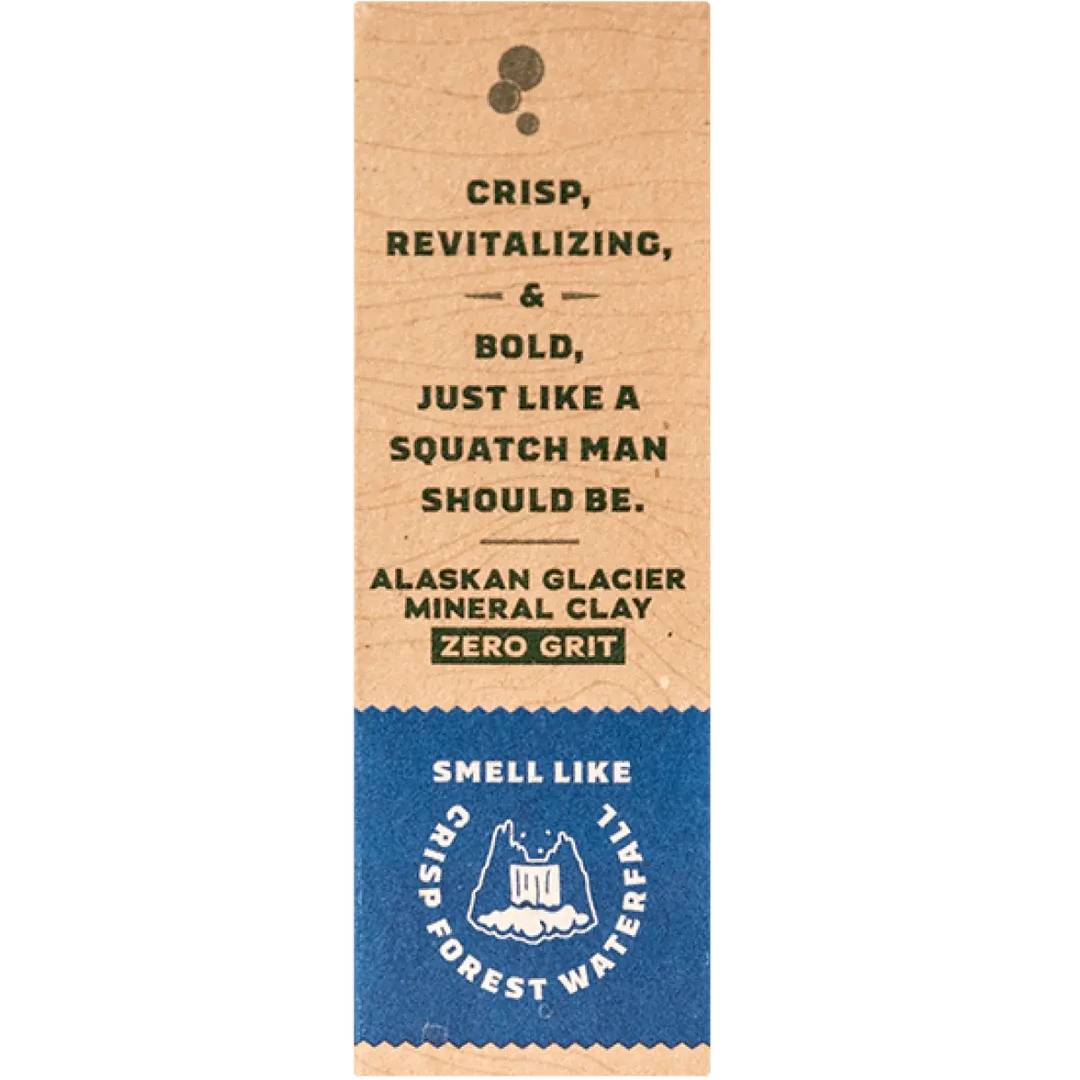 CRISP,
REVITALIZING,
&
BOLD,
JUST LIKE A
SQUATCH MAN
SHOULD BE.
ALASKAN GLACIER
MINERAL CLAY
ZERO GRIT
SMELL LIKE
CRISP FOREST WATERFALL